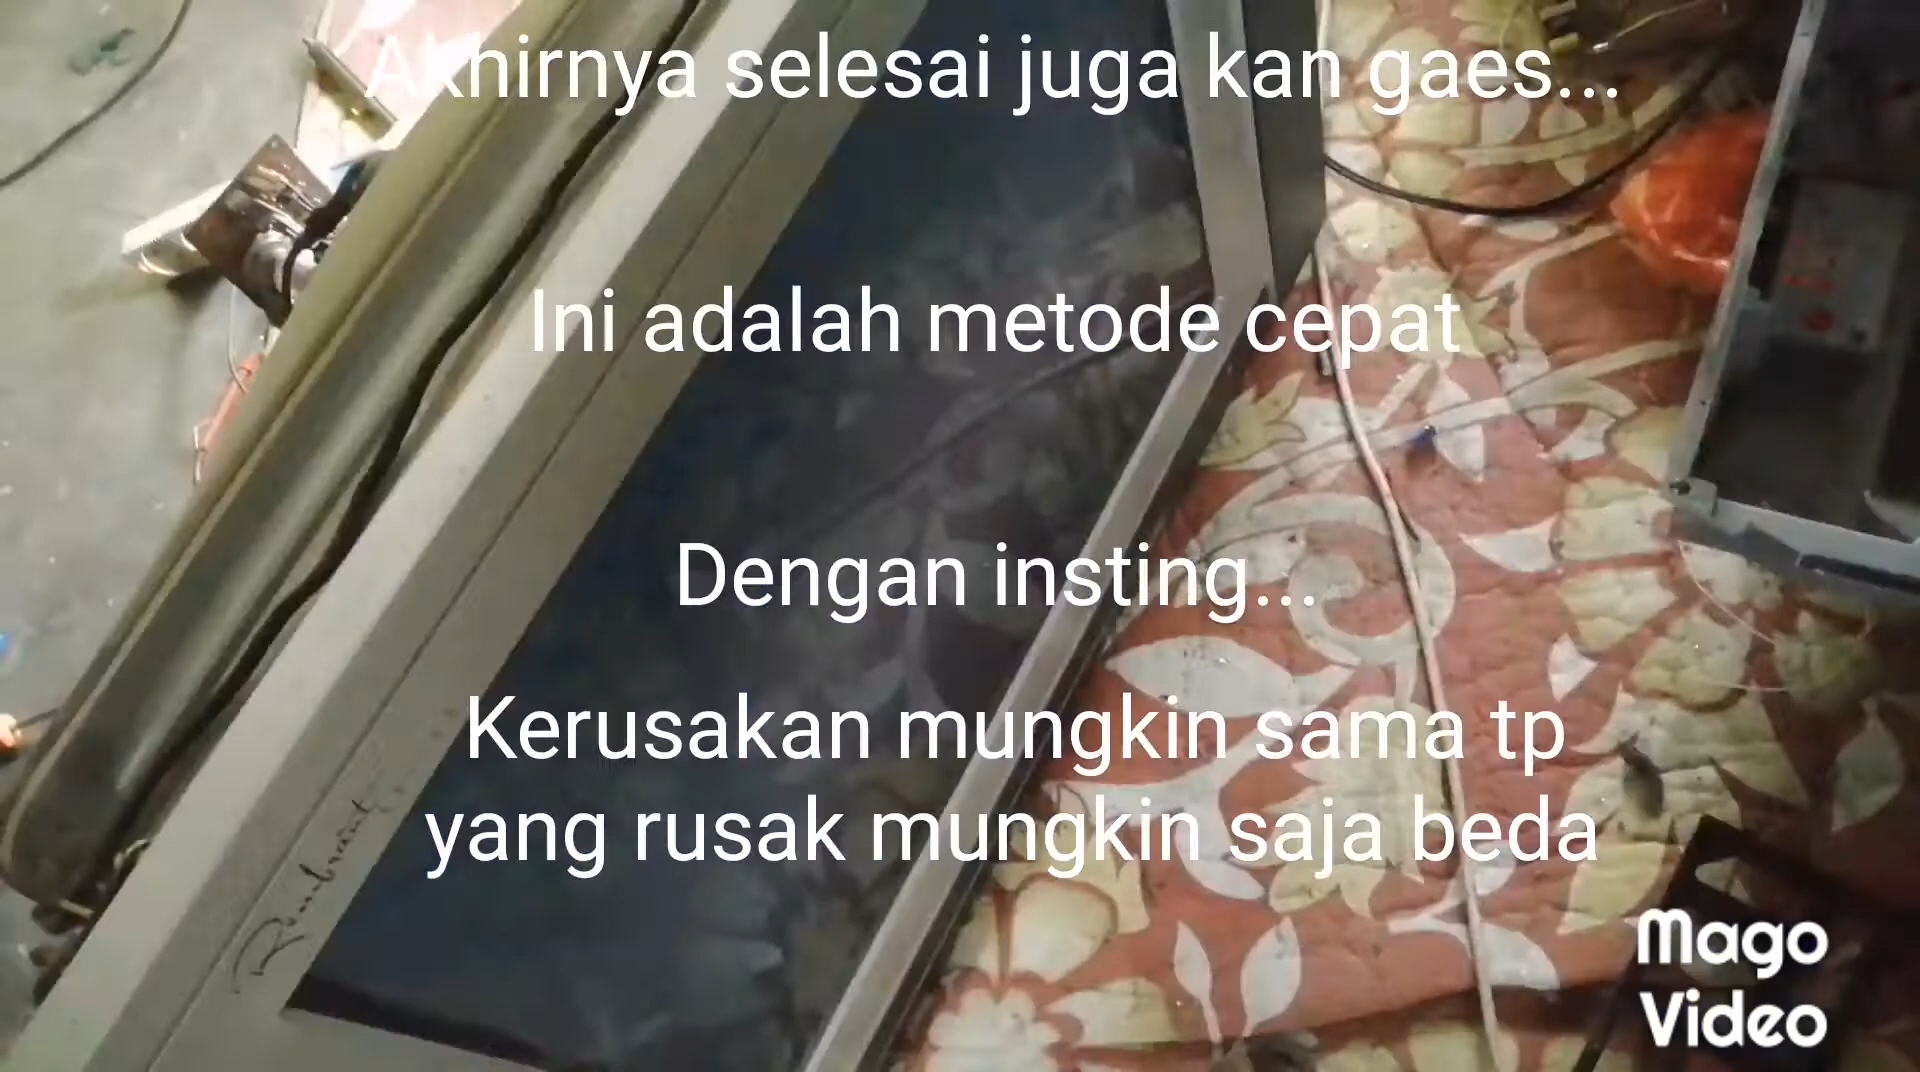 Akhirnya selesai juga kan gaes...
Ini adalah metode cepat
Dengan insting...
Kerusakan mungkin sama tp
yang rusak mungkin saja beda
Rembrandt
Mago
Video